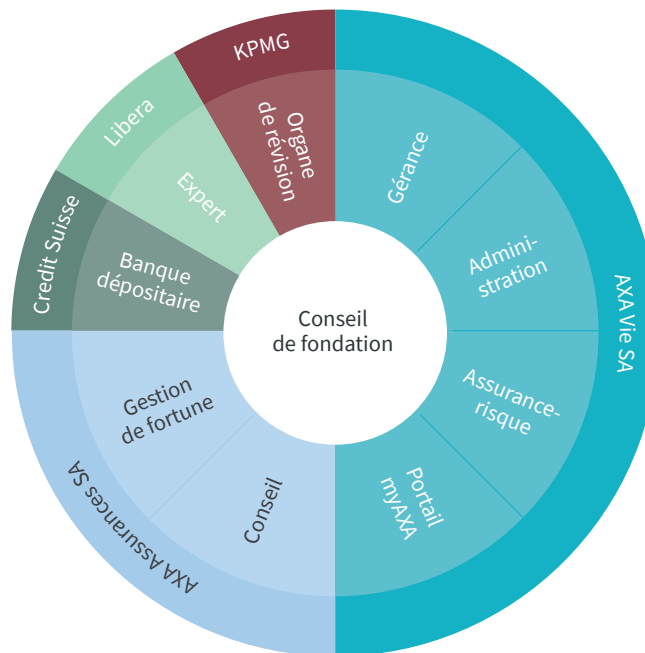 KPMG
Libera
Credit Suisse
AXA Vie SA
AXA Assurances SA
Organe
de révision
Expert
Banque
dépositaire
Gérance
Admini-
stration
Assurance-
risque
Portail
myAXA
Conseil
Gestion
de fortune
Conseil
de fondation